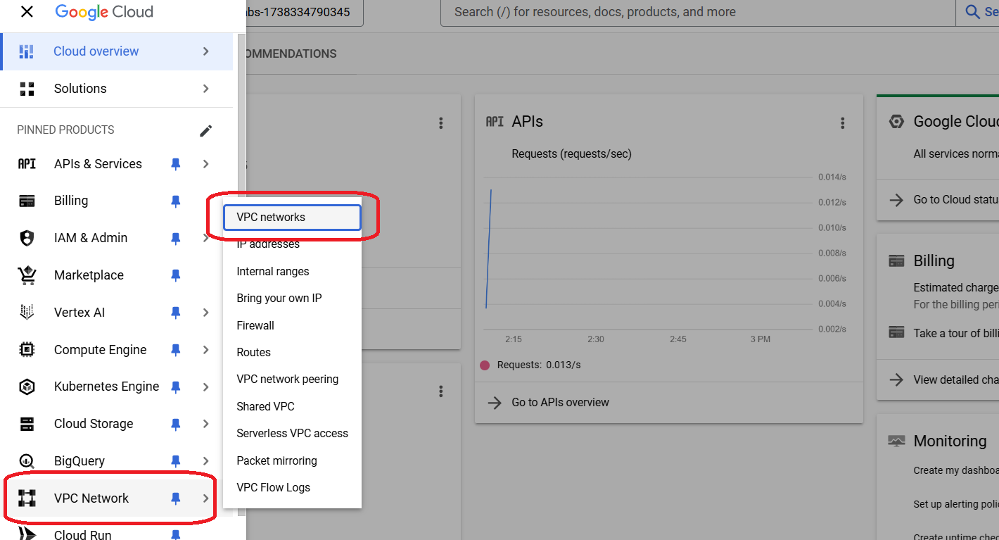 Google Cloud
abs-1738334790345
Search (/) for resources, docs, products, and more
Cloud overview
OMMENDATIONS
Solutions
PINNED PRODUCTS
APIs & Services
Billing
IAM & Admin
Marketplace
Vertex AI
Compute Engine
Kubernetes Engine
Cloud Storage
BigQuery
VPC Network
Cloud Run
VPC networks
IP addresses
Internal ranges
Bring your own IP
Firewall
Routes
VPC network peering
Shared VPC
Serverless VPC access
Packet mirroring
VPC Flow Logs
API APIs
Requests (requests/sec)
0.014/s
0.012/s
0.010/s
0.008/s
0.006/s
0.004/s
0.002/s
2:15 2:30 2:45 3 PM
Requests: 0.013/s
Go to APIs overview
Google Clou
All services norma
Go to Cloud statu
Billing
Estimated charge
For the billing peri
Take a tour of billi
View detailed cha
Monitoring
Create my dashboa
Set up alerting polic
Create uptime chec